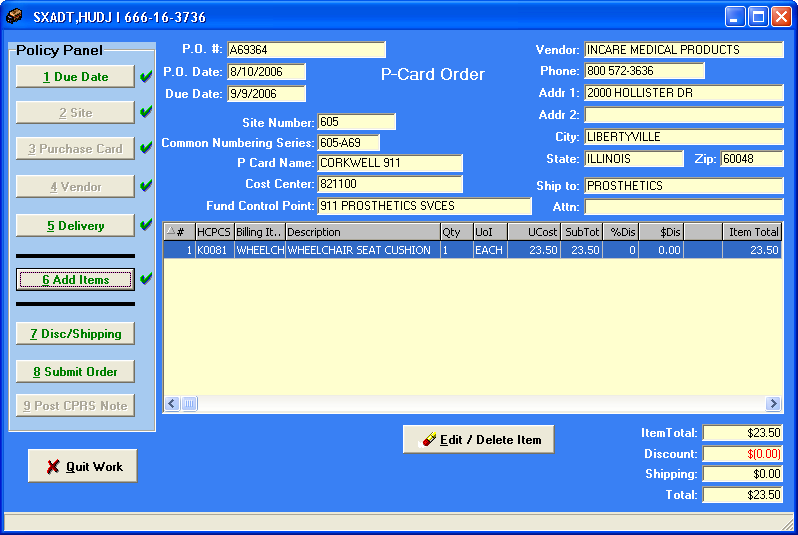 SXADT,HUDJ I 666-16-3736
Policy Panel
1 Due Date
2 Site
3 Purchase Card
4 Vendor
5 Delivery
6 Add Items
7 Disc/Shipping
8 Submit Order
9 Post CPRS Note
Quit Work
P.O. #: A69364
P.O. Date: 8/10/2006
Due Date: 9/9/2006
P-Card Order
Site Number: 605
Common Numbering Series: 605-A69
P Card Name: CORKWELL 911
Cost Center: 821100
Fund Control Point: 911 PROSTHETICS SVCES
Vendor: INCARE MEDICAL PRODUCTS
Phone: 800 572-3636
Addr 1: 2000 HOLLISTER DR
Addr 2:
City: LIBERTYVILLE
State: ILLINOIS Zip: 60048
Ship to: PROSTHETICS
Attn:
# HCPCS Billing It.. Description Qty UoI UCost SubTot %Dis $Dis Item Total
1 K0081 WHEELCH WHEELCHAIR SEAT CUSHION 1 EACH 23.50 23.50 0 0.00 23.50
Edit / Delete Item
ItemTotal: $23.50
Discount: $(0.00)
Shipping: $0.00
Total: $23.50